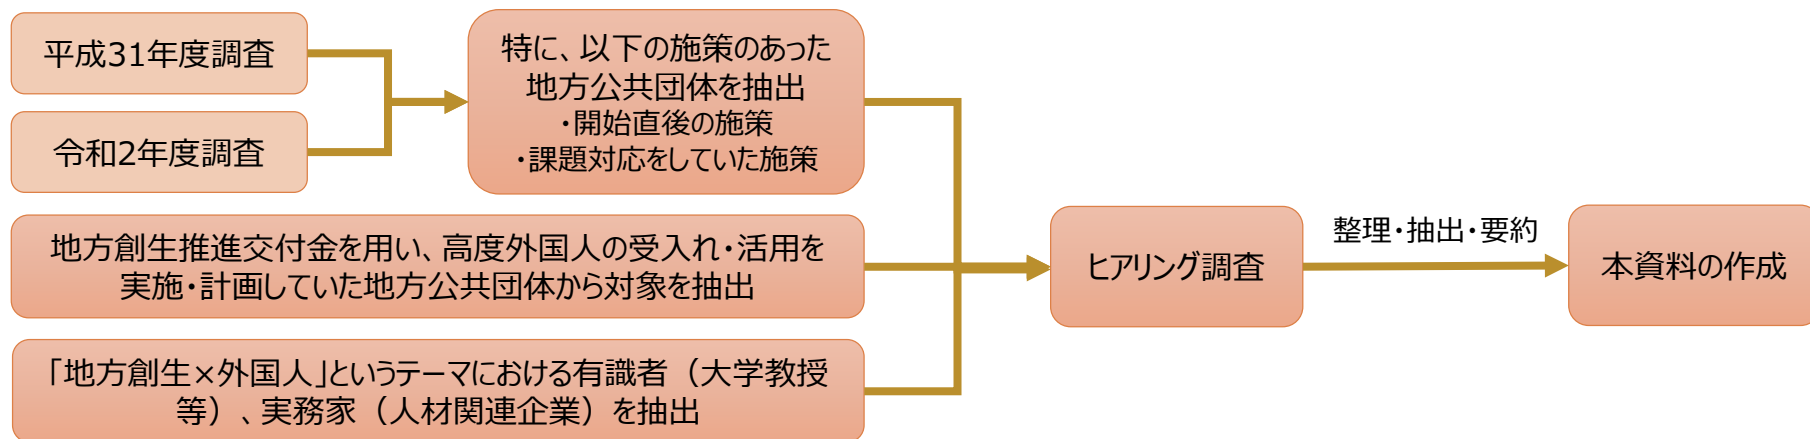 平成31年度調査
令和2年度調査
特に、以下の施策のあった
地方公共団体を抽出
・開始直後の施策
・課題対応をしていた施策
地方創生推進交付金を用い、高度外国人の受入れ・活用を
実施・計画していた地方公共団体から対象を抽出
「地方創生×外国人」というテーマにおける有識者（大学教授
等）、実務家（人材関連企業）を抽出
ヒアリング調査
整理・抽出・要約
本資料の作成